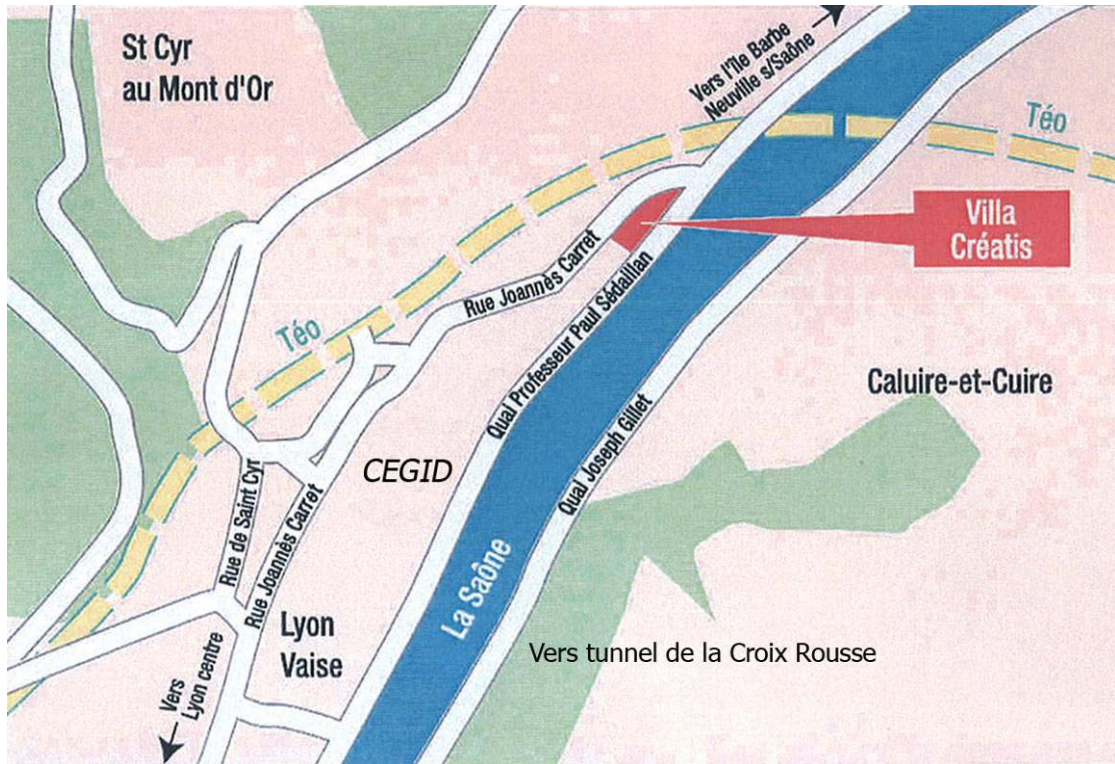 St Cyr
au Mont d'Or
Vers l'île Barbe
Neuville s/Saône
Téo
Téo
Villa
Créatis
Rue Joannès Carret
Quai Professeur Paul Sédaillan
Téo
Caluire-et-Cuire
Quai Joseph Gillet
CEGID
Rue de Saint Cyr
Rue Joannès Carret
La Saône
Lyon
Vaise
Vers tunnel de la Croix Rousse
Vers
Lyon centre